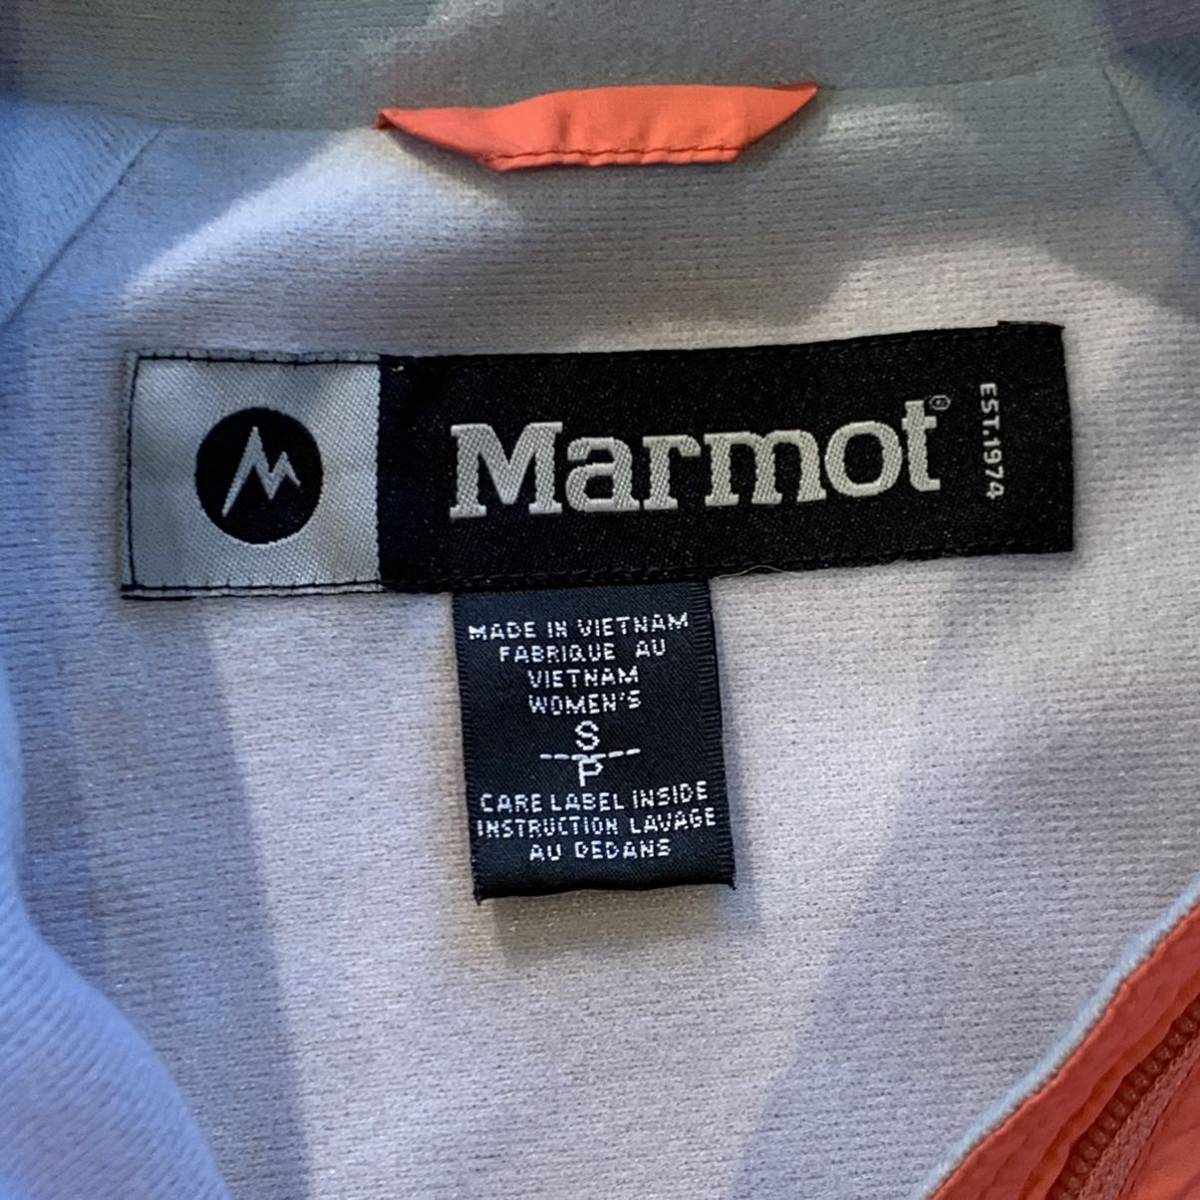 Marmot® EST.1974
MADE IN VIETNAM
FABRIQUE AU
VIETNAM
WOMEN'S
S
P
CARE LABEL INSIDE
INSTRUCTION LAVAGE
AU DEDANS